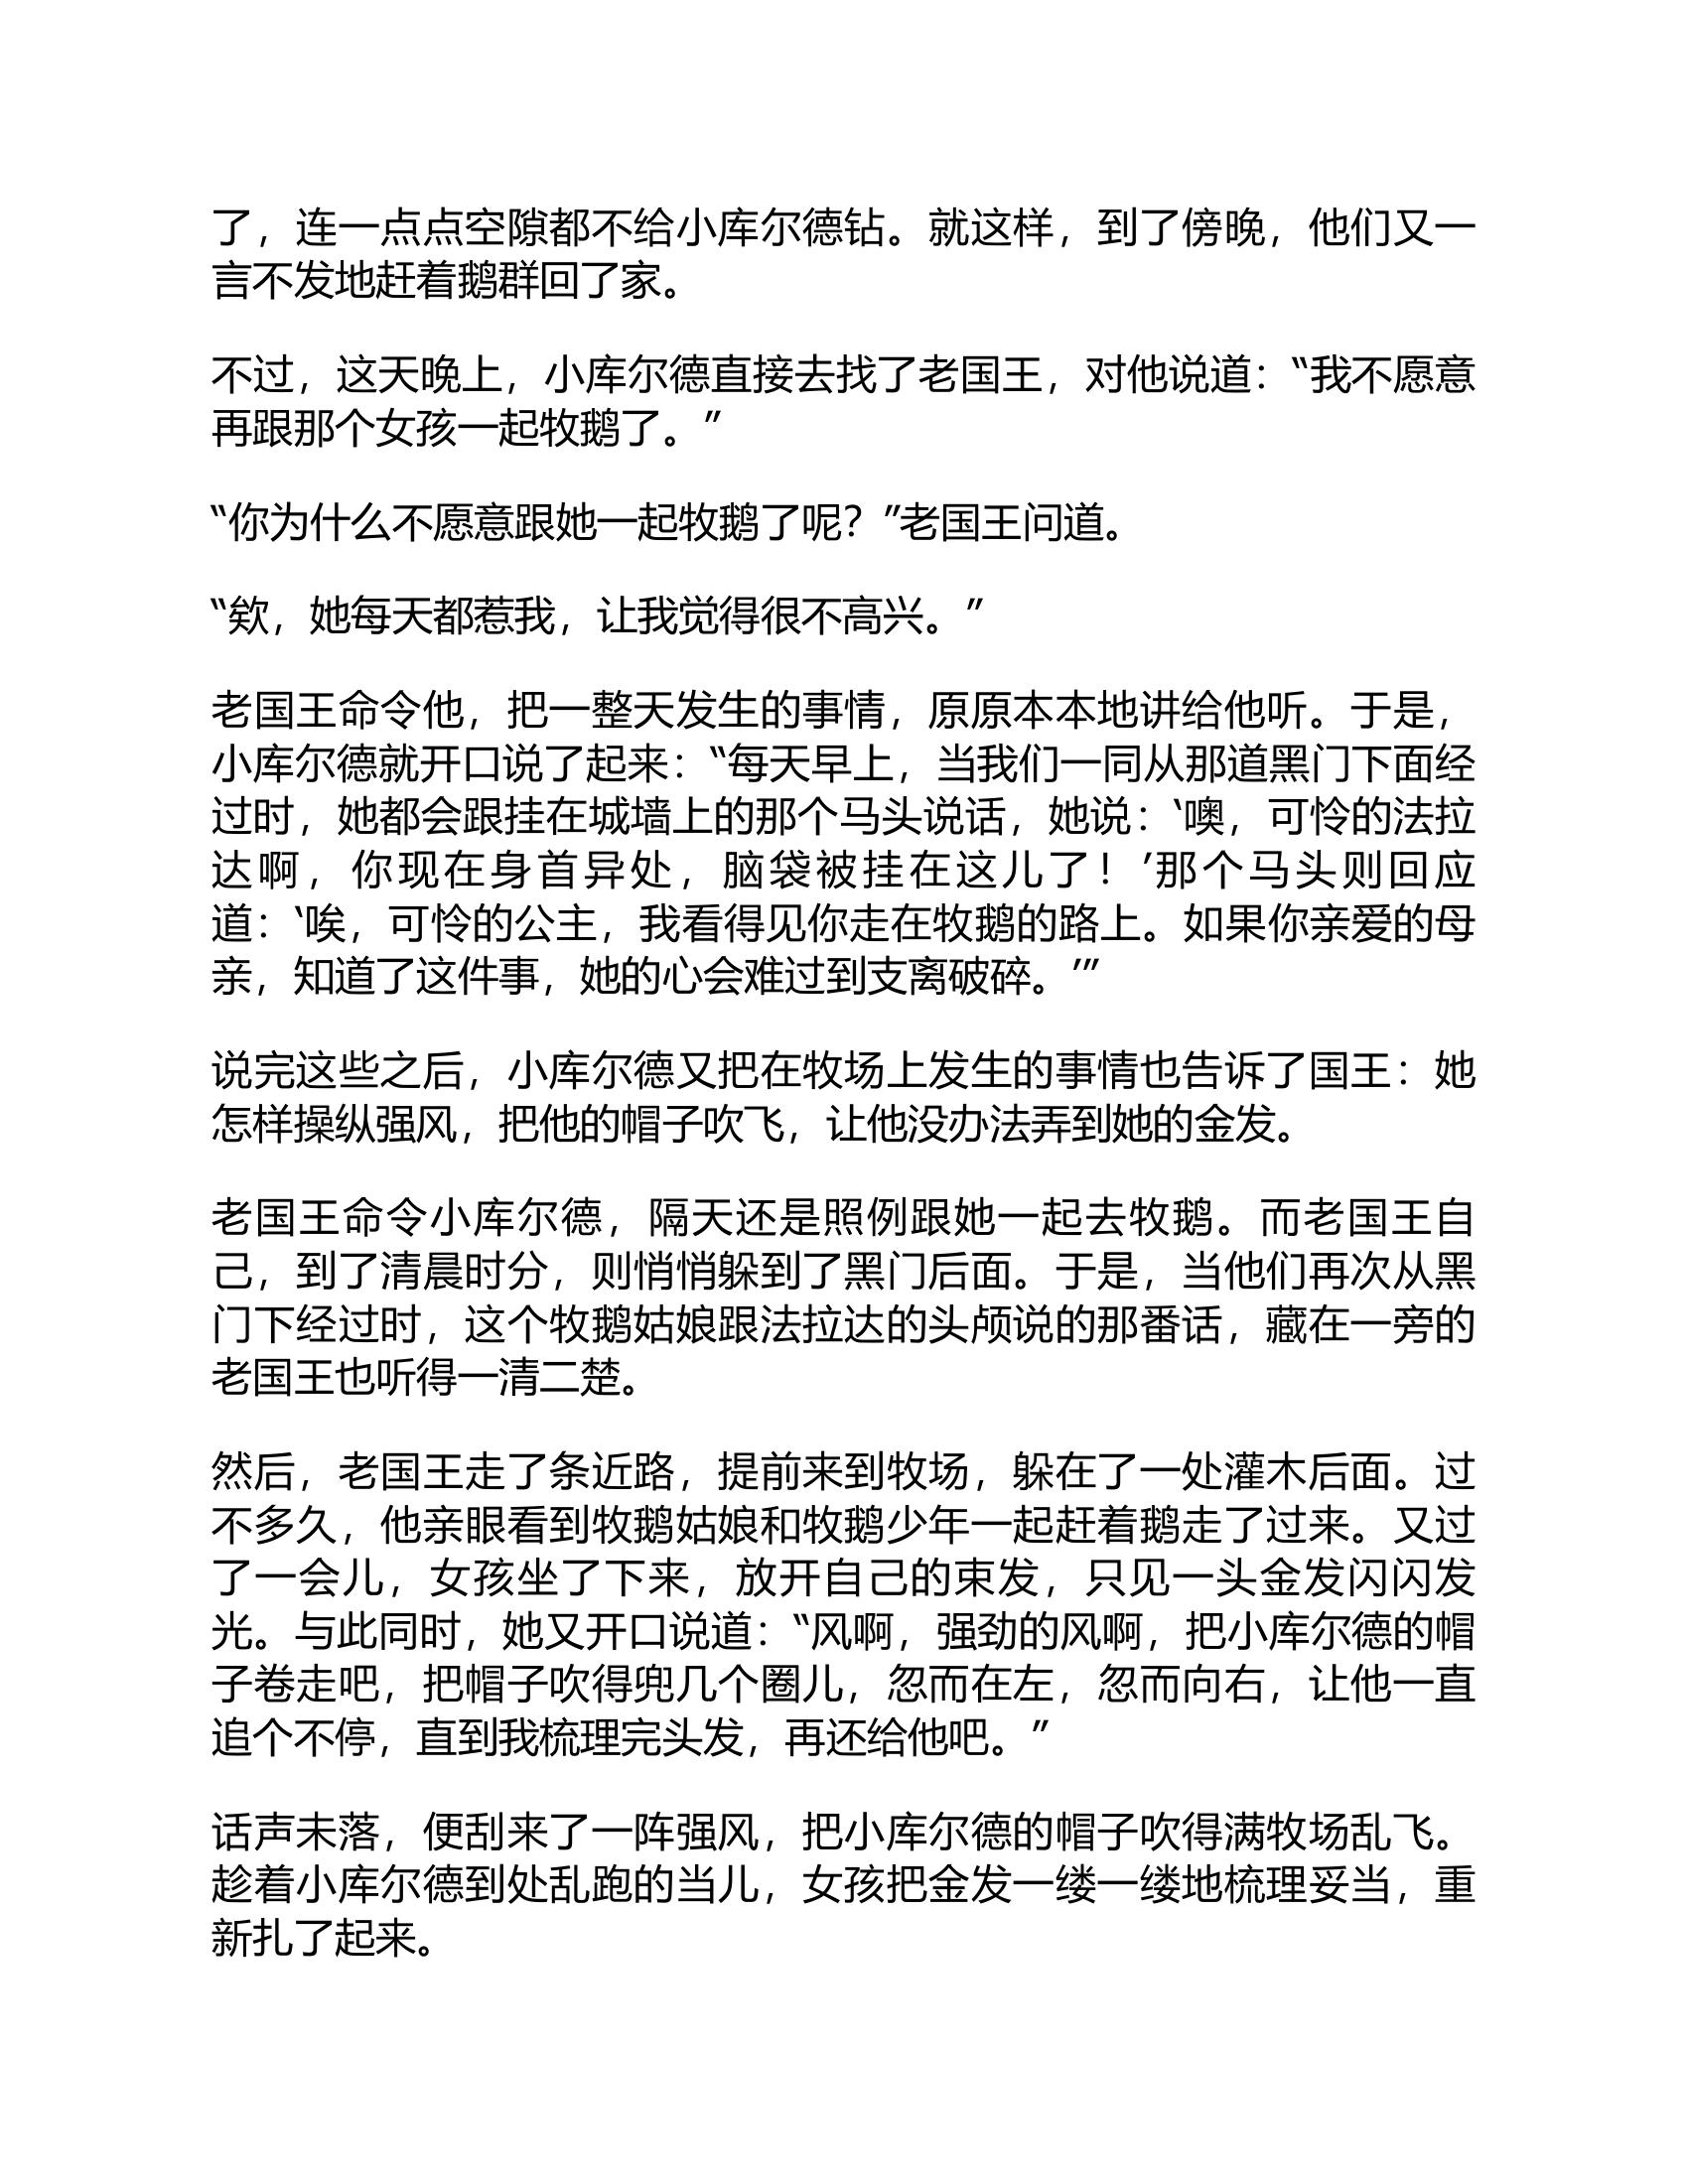 了，连一点点空隙都不给小库尔德钻。就这样，到了傍晚，他们又一
言不发地赶着鹅群回了家。
不过，这天晚上，小库尔德直接去找了老国王，对他说道：“我不愿意
再跟那个女孩一起牧鹅了。”
“你为什么不愿意跟她一起牧鹅了呢？”老国王问道。
“欸，她每天都惹我，让我觉得很不高兴。”
老国王命令他，把一整天发生的事情，原原本本地讲给他听。于是，
小库尔德就开口说了起来：“每天早上，当我们一同从那道黑门下面经
过时，她都会跟挂在城墙上的那个马头说话，她说：‘噢，可怜的法拉
达啊，你现在身首异处，脑袋被挂在这儿了！’那个马头则回应
道：‘唉，可怜的公主，我看得见你走在牧鹅的路上。如果你亲爱的母
亲，知道了这件事，她的心会难过到支离破碎。’”
说完这些之后，小库尔德又把在牧场上发生的事情也告诉了国王：她
怎样操纵强风，把他的帽子吹飞，让他没办法弄到她的金发。
老国王命令小库尔德，隔天还是照例跟她一起去牧鹅。而老国王自
己，到了清晨时分，则悄悄躲到了黑门后面。于是，当他们再次从黑
门下经过时，这个牧鹅姑娘跟法拉达的头颅说的那番话，藏在一旁的
老国王也听得一清二楚。
然后，老国王走了条近路，提前来到牧场，躲在了一处灌木后面。过
不多久，他亲眼看到牧鹅姑娘和牧鹅少年一起赶着鹅走了过来。又过
了一会儿，女孩坐了下来，放开自己的束发，只见一头金发闪闪发
光。与此同时，她又开口说道：“风啊，强劲的风啊，把小库尔德的帽
子卷走吧，把帽子吹得兜几个圈儿，忽而在左，忽而向右，让他一直
追个不停，直到我梳理完头发，再还给他吧。”
话声未落，便刮来了一阵强风，把小库尔德的帽子吹得满牧场乱飞。
趁着小库尔德到处乱跑的当儿，女孩把金发一缕一缕地梳理妥当，重
新扎了起来。